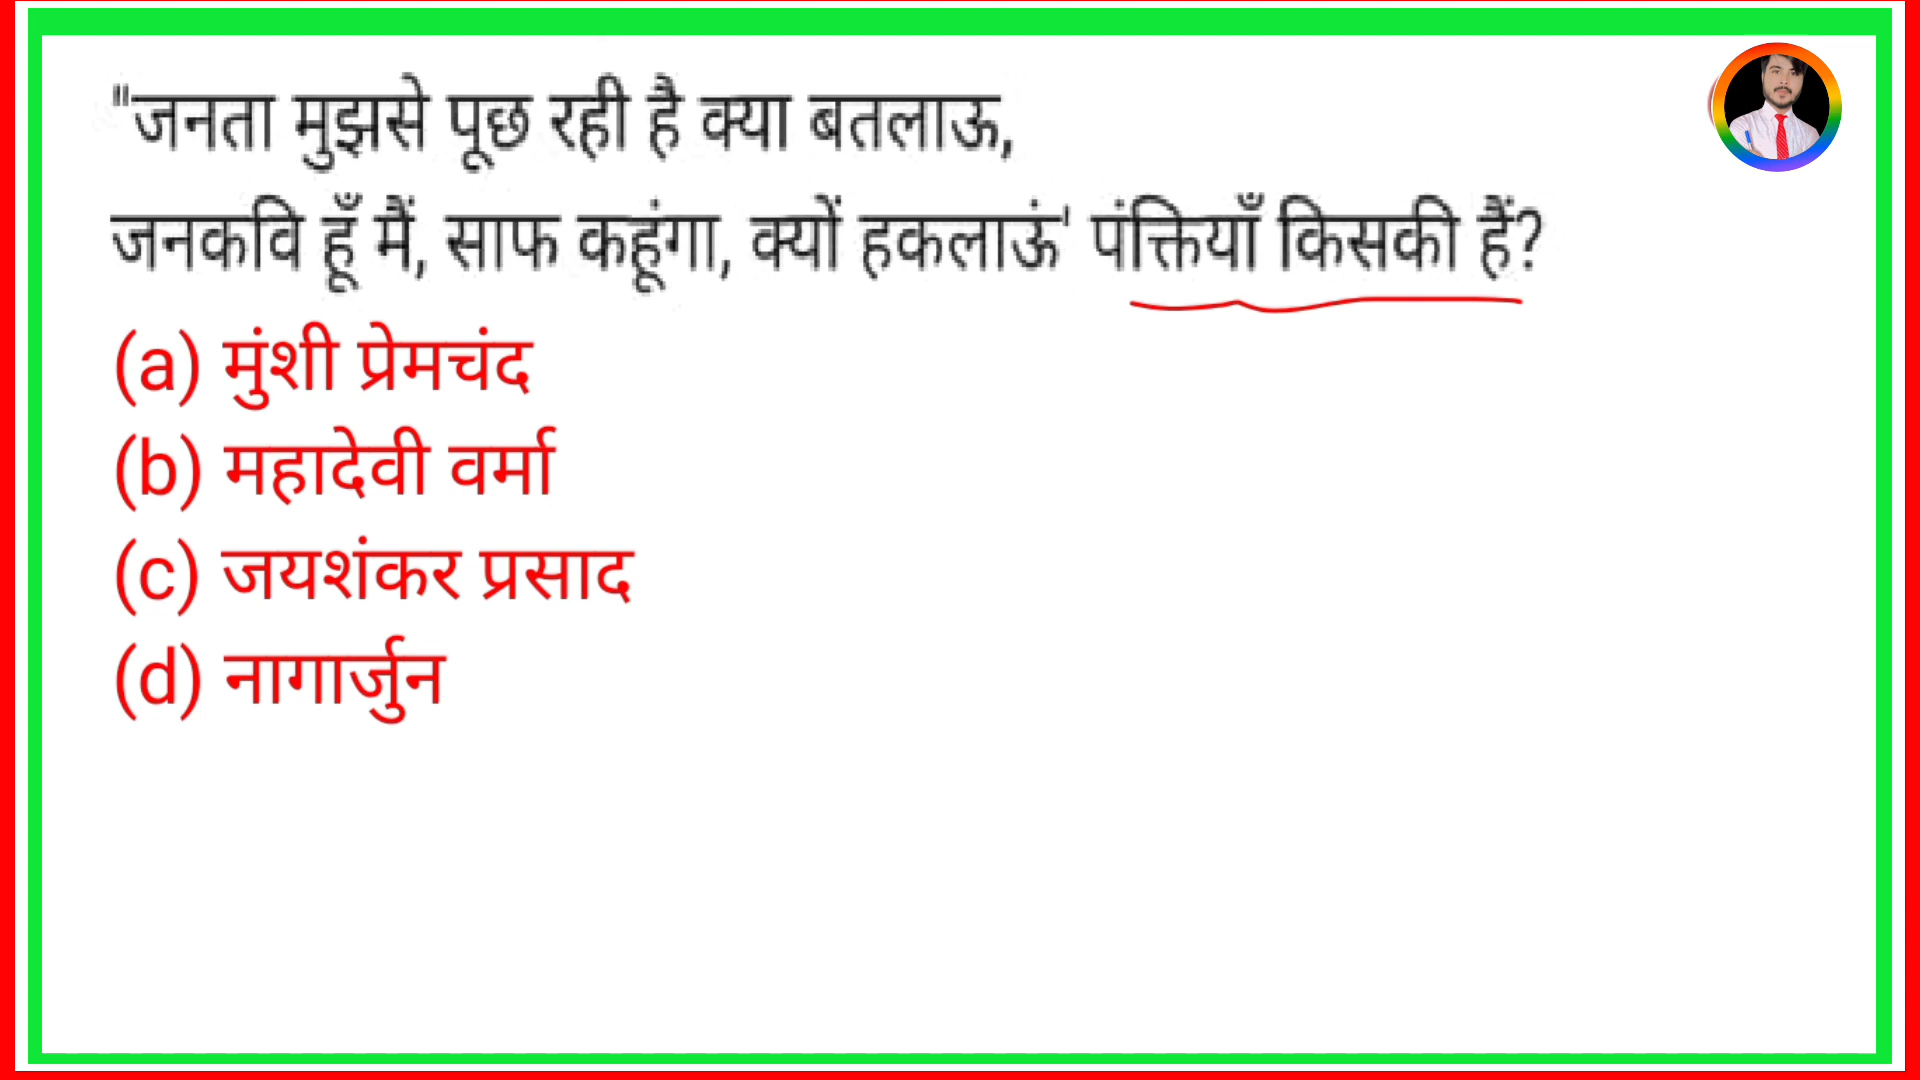 "जनता मुझसे पूछ रही है क्या बतलाऊ,
जनकवि हूँ मैं, साफ कहूंगा, क्यों हकलाऊं' पंक्तियाँ किसकी हैं?
(a) मुंशी प्रेमचंद
(b) महादेवी वर्मा
(c) जयशंकर प्रसाद
(d) नागार्जुन